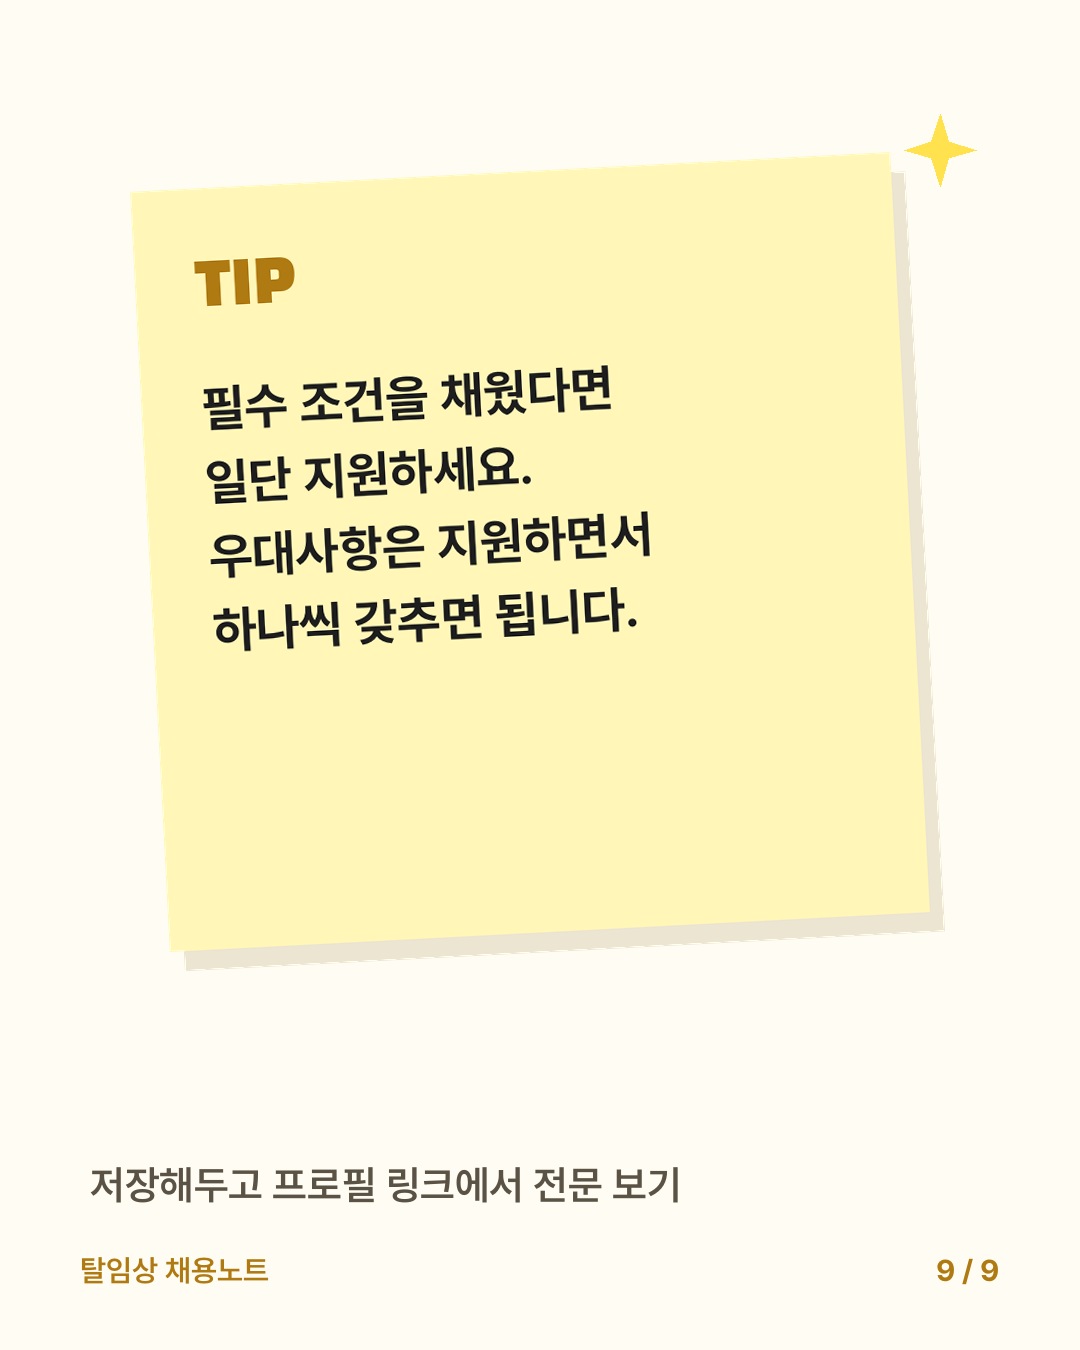 TIP
필수 조건을 채웠다면
일단 지원하세요.
우대사항은 지원하면서
하나씩 갖추면 됩니다.
저장해두고 프로필 링크에서 전문 보기
탈임상 채용노트
9 / 9